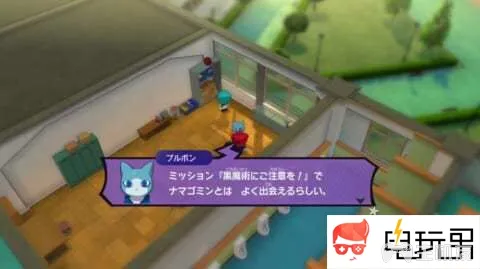 ブルポン
ミッション『黒魔術にご注意を！』で
ナマゴミンとは　よく出会えるらしい。
电玩男